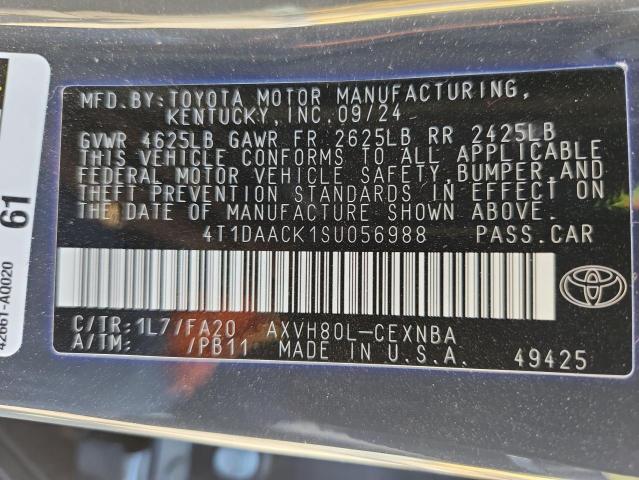 MFD.BY:TOYOTA MOTOR MANUFACTURING,
KENTUCKY, INC.09/24
GVWR 4625LB GAWR FR 2625LB RR 2425LB
THIS VEHICLE CONFORMS TO ALL APPLICABLE
FEDERAL MOTOR VEHICLE SAFETY,BUMPER,AND
THEFT PREVENTION STANDARDS IN EFFECT ON
THE DATE OF MANUFACTURE SHOWN ABOVE.
4T1DAACK1SU056988 PASS.CAR
C/TR:1L7/FA20 AXVH80L-CEXNBA
A/TM: /PB11 MADE IN U.S.A. 49425
61
42661-AQ020